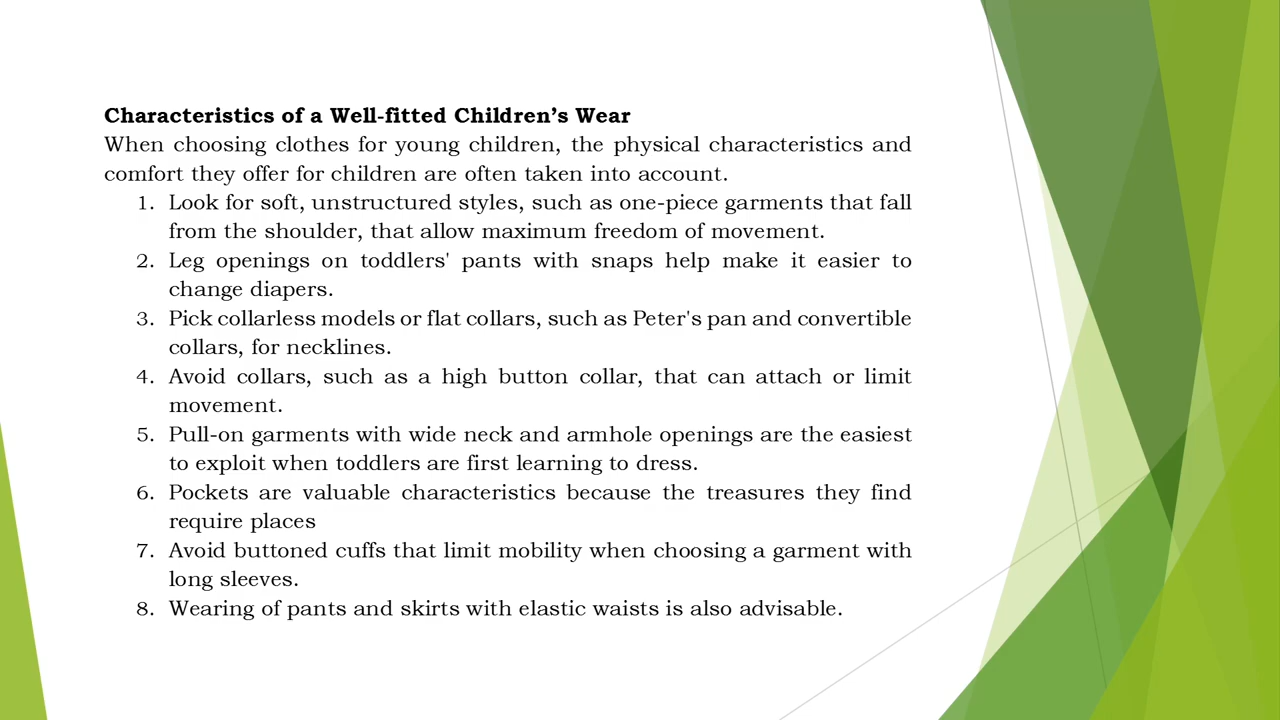 Characteristics of a Well-fitted Children’s Wear
When choosing clothes for young children, the physical characteristics and
comfort they offer for children are often taken into account.
1. Look for soft, unstructured styles, such as one-piece garments that fall
from the shoulder, that allow maximum freedom of movement.
2. Leg openings on toddlers' pants with snaps help make it easier to
change diapers.
3. Pick collarless models or flat collars, such as Peter's pan and convertible
collars, for necklines.
4. Avoid collars, such as a high button collar, that can attach or limit
movement.
5. Pull-on garments with wide neck and armhole openings are the easiest
to exploit when toddlers are first learning to dress.
6. Pockets are valuable characteristics because the treasures they find
require places
7. Avoid buttoned cuffs that limit mobility when choosing a garment with
long sleeves.
8. Wearing of pants and skirts with elastic waists is also advisable.